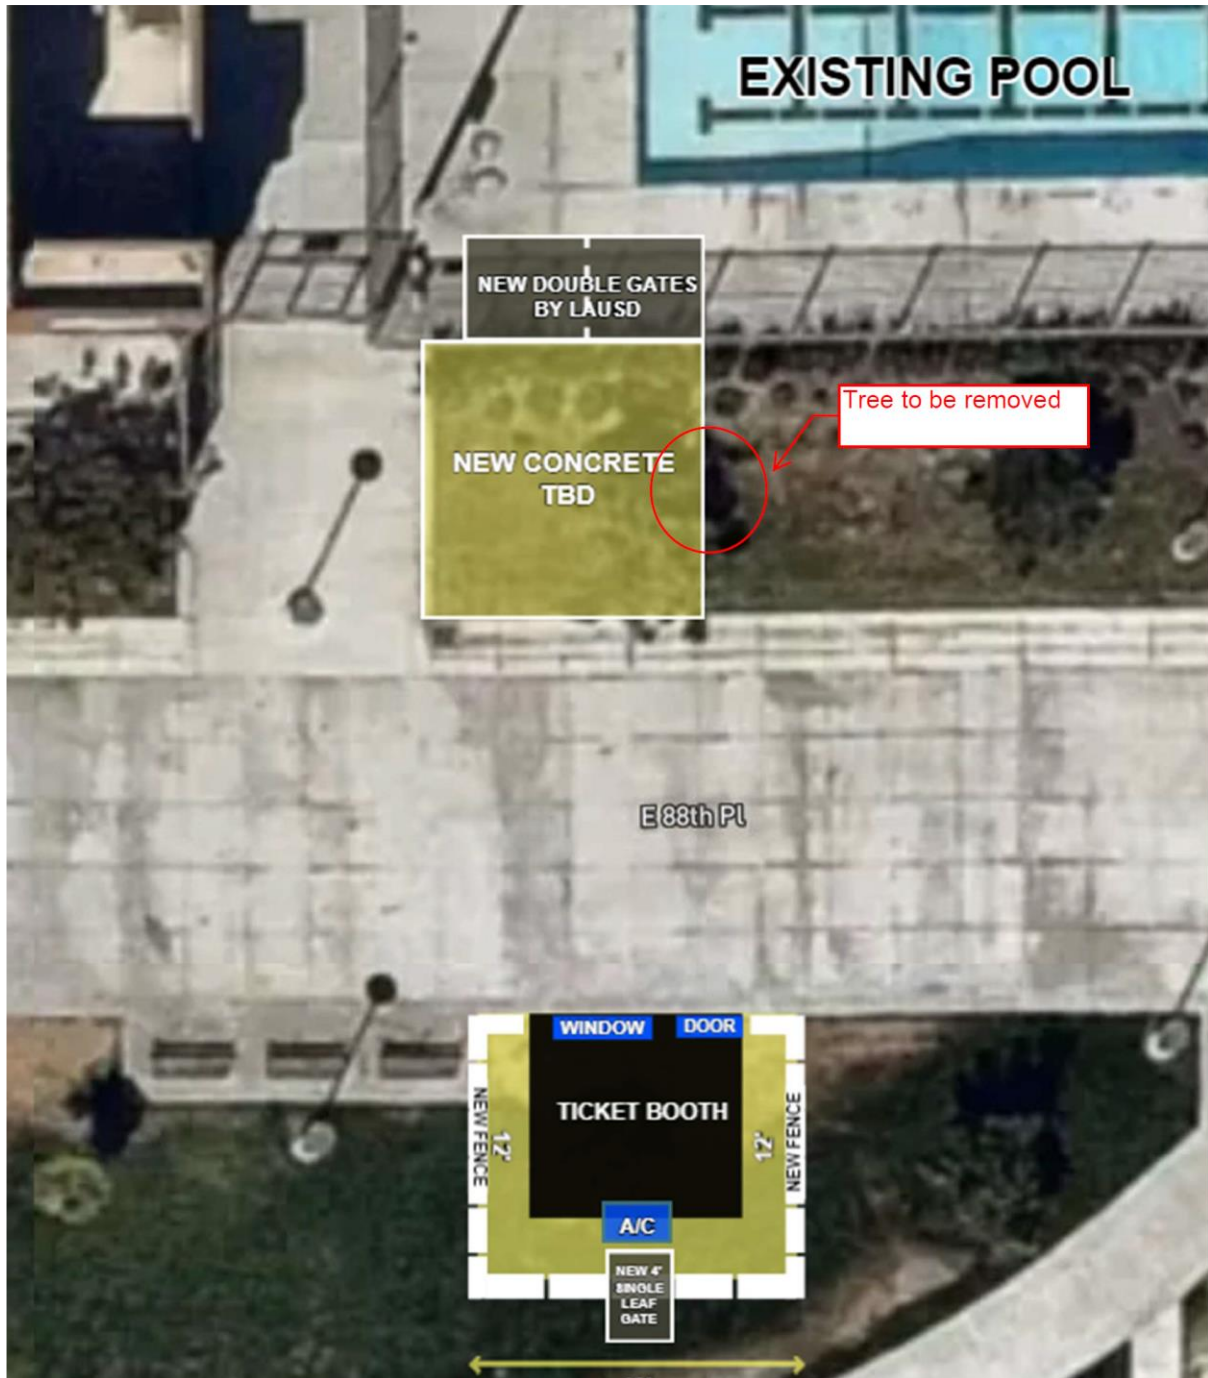 EXISTING POOL
NEW DOUBLE GATES
BY LAUSD
Tree to be removed
NEW CONCRETE
TBD
E 88th Pl
WINDOW
DOOR
TICKET BOOTH
NEW FENCE
12'
12'
NEW FENCE
A/C
NEW 4'
SINGLE
LEAF
GATE